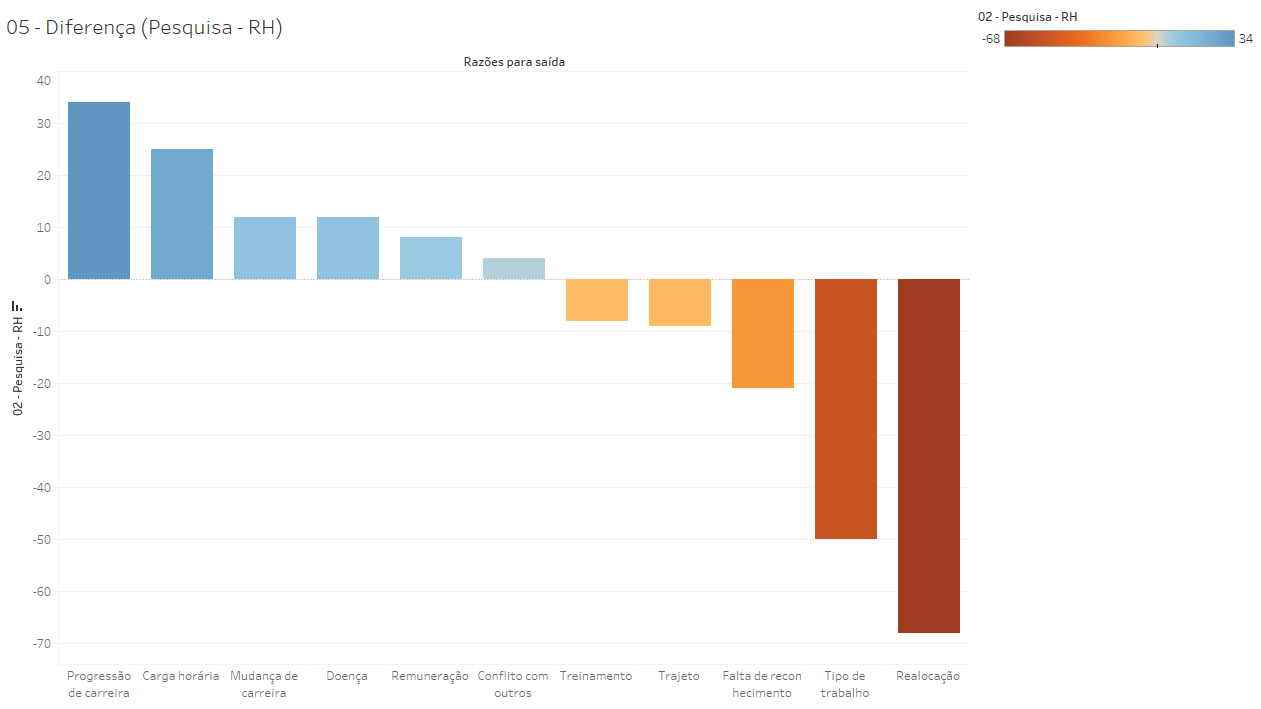 05 - Diferença (Pesquisa - RH)
02 - Pesquisa - RH
-68
34
Razões para saída
40
30
20
10
0
-10
-20
-30
-40
-50
-60
-70
02 - Pesquisa - RH
Progressão
de carreira
Carga horária
Mudança de
carreira
Doença
Remuneração
Conflito com
outros
Treinamento
Trajeto
Falta de recon
hecimento
Tipo de
trabalho
Realocação